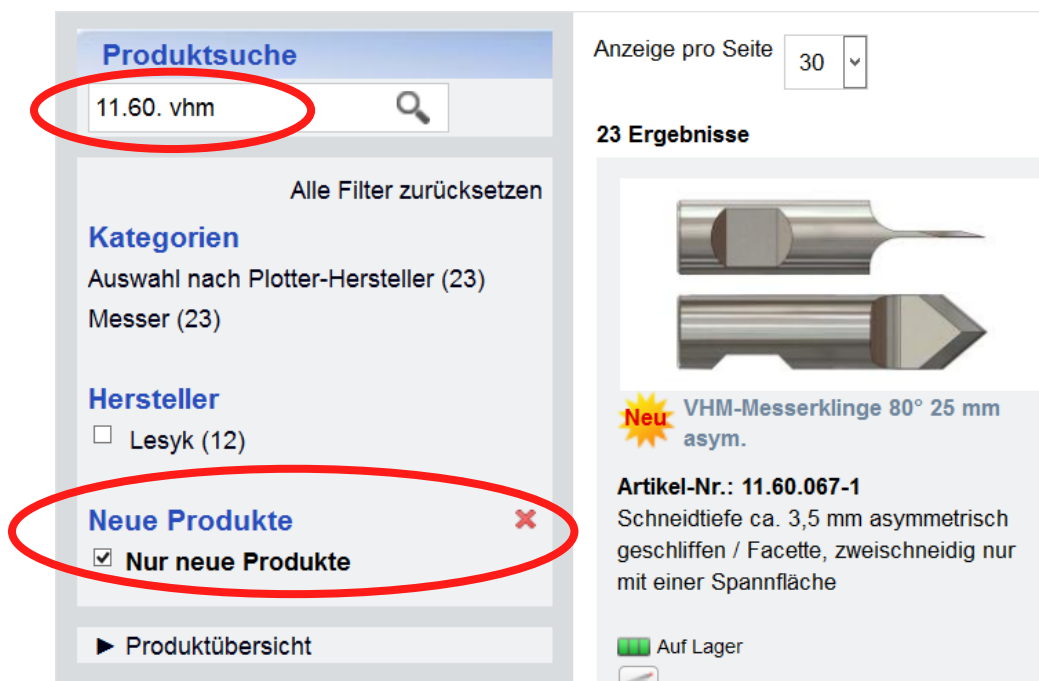 Produktsuche
11.60. vhm
Alle Filter zurücksetzen
Kategorien
Auswahl nach Plotter-Hersteller (23)
Messer (23)
Hersteller
Lesyk (12)
Neue Produkte
Nur neue Produkte
► Produktübersicht
Anzeige pro Seite 30
23 Ergebnisse
Neu
VHM-Messerklinge 80° 25 mm
asym.
Artikel-Nr.: 11.60.067-1
Schneidtiefe ca. 3,5 mm asymmetrisch
geschliffen / Facette, zweischneidig nur
mit einer Spannfläche
Auf Lager